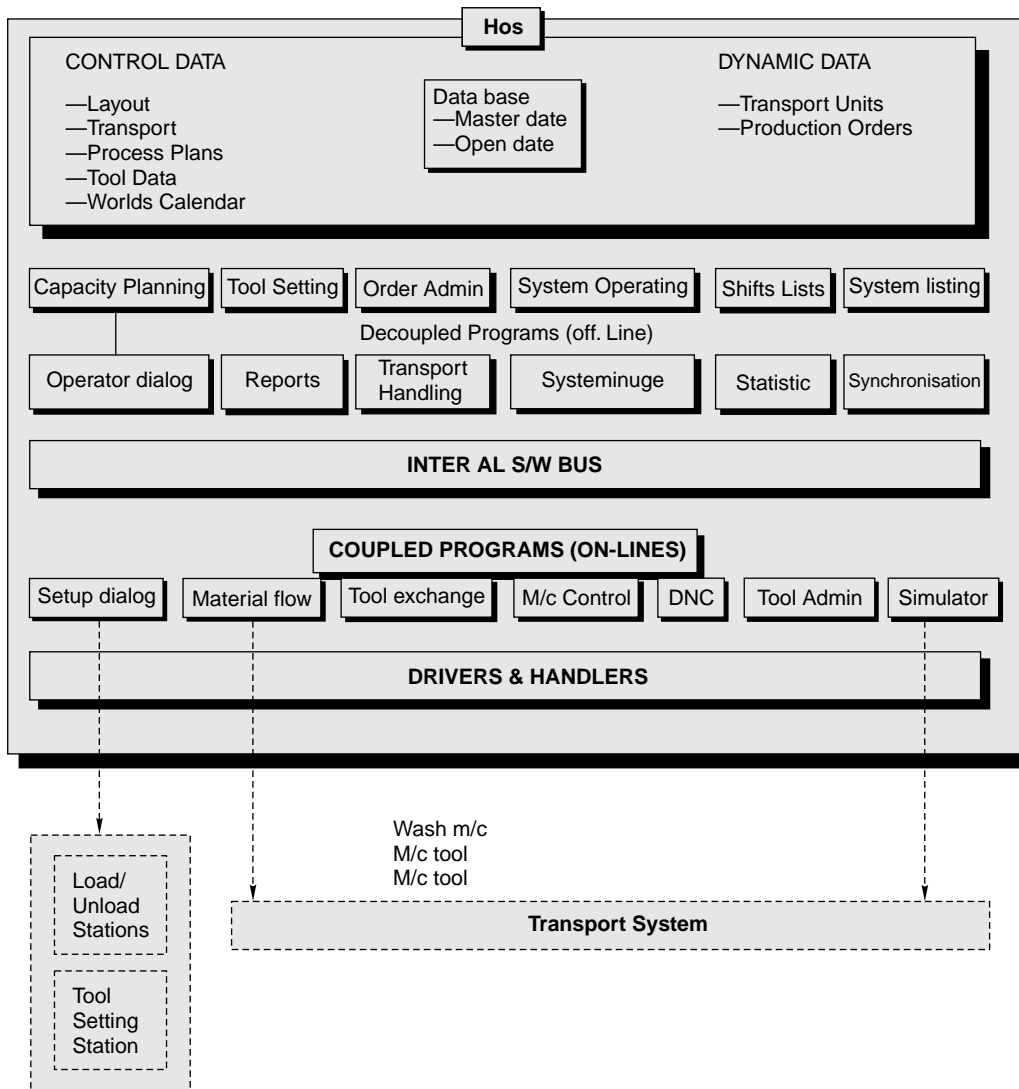 Hos
CONTROL DATA
—Layout
—Transport
—Process Plans
—Tool Data
—Worlds Calendar
Data base
—Master date
—Open date
DYNAMIC DATA
—Transport Units
—Production Orders
Capacity Planning
Tool Setting
Order Admin
System Operating
Shifts Lists
System listing
Decoupled Programs (off. Line)
Operator dialog
Reports
Transport
Handling
Systeminuge
Statistic
Synchronisation
INTER AL S/W BUS
COUPLED PROGRAMS (ON-LINES)
Setup dialog
Material flow
Tool exchange
M/c Control
DNC
Tool Admin
Simulator
DRIVERS & HANDLERS
Wash m/c
M/c tool
M/c tool
Load/
Unload
Stations
Transport System
Tool
Setting
Station